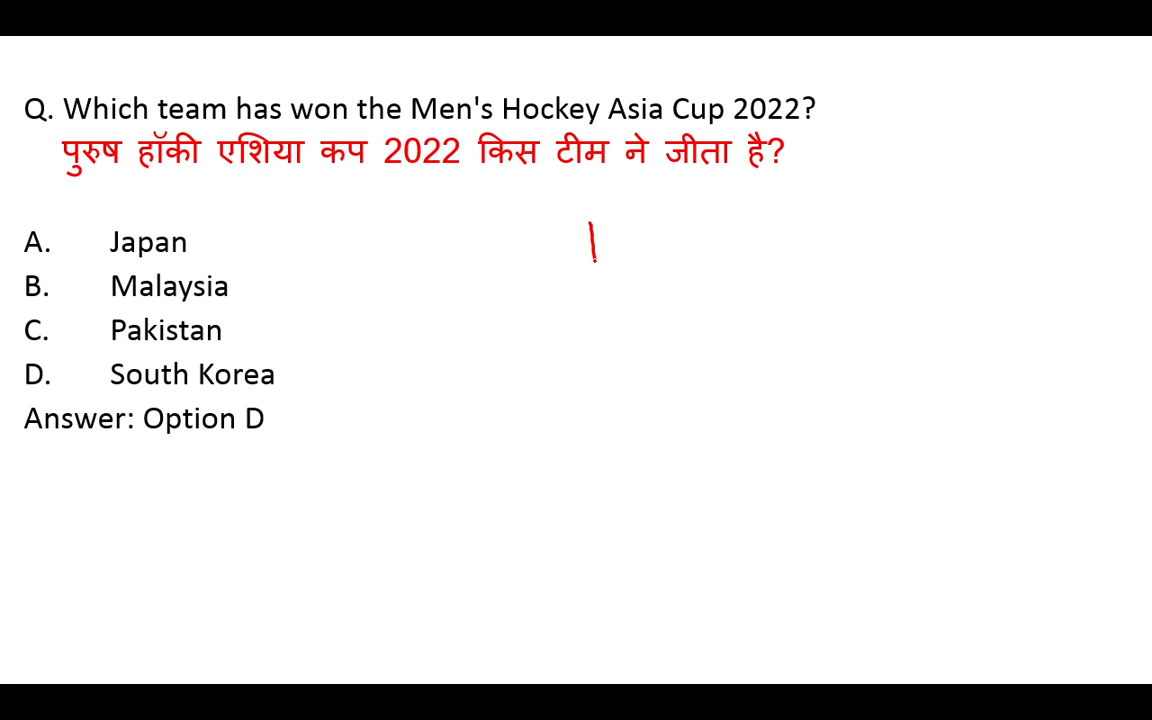 Q. Which team has won the Men's Hockey Asia Cup 2022?
पुरुष हॉकी एशिया कप 2022 किस टीम ने जीता है?
A. Japan
B. Malaysia
C. Pakistan
D. South Korea
Answer: Option D